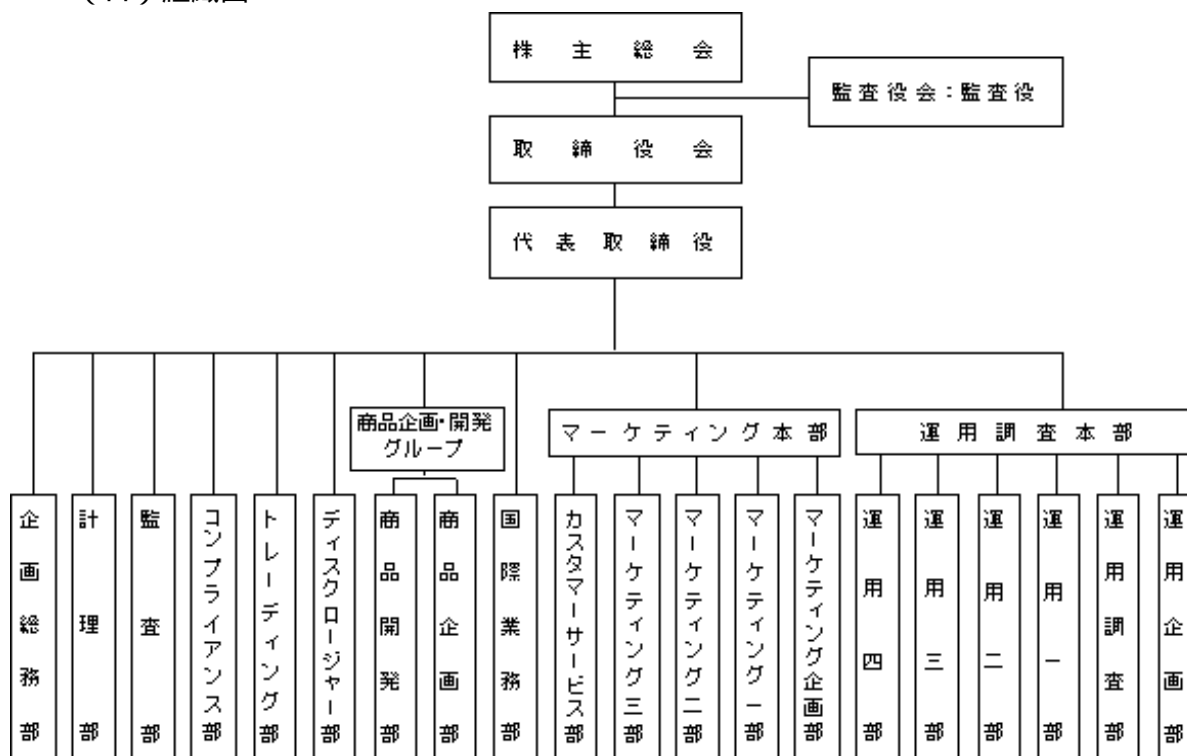 株主総会
監査役会:監査役
取締役会
代表取締役
商品企画・開発
グループ
マーケティング本部
運用調査本部
企画総務部
計理部
監査部
コンプライアンス部
トレーディング部
ディスクロージャー部
商品開発部
商品企画部
国際業務部
カスタマーサービス部
マーケティング三部
マーケティング二部
マーケティング一部
マーケティング企画部
運用四部
運用三部
運用二部
運用一部
運用調査部
運用企画部